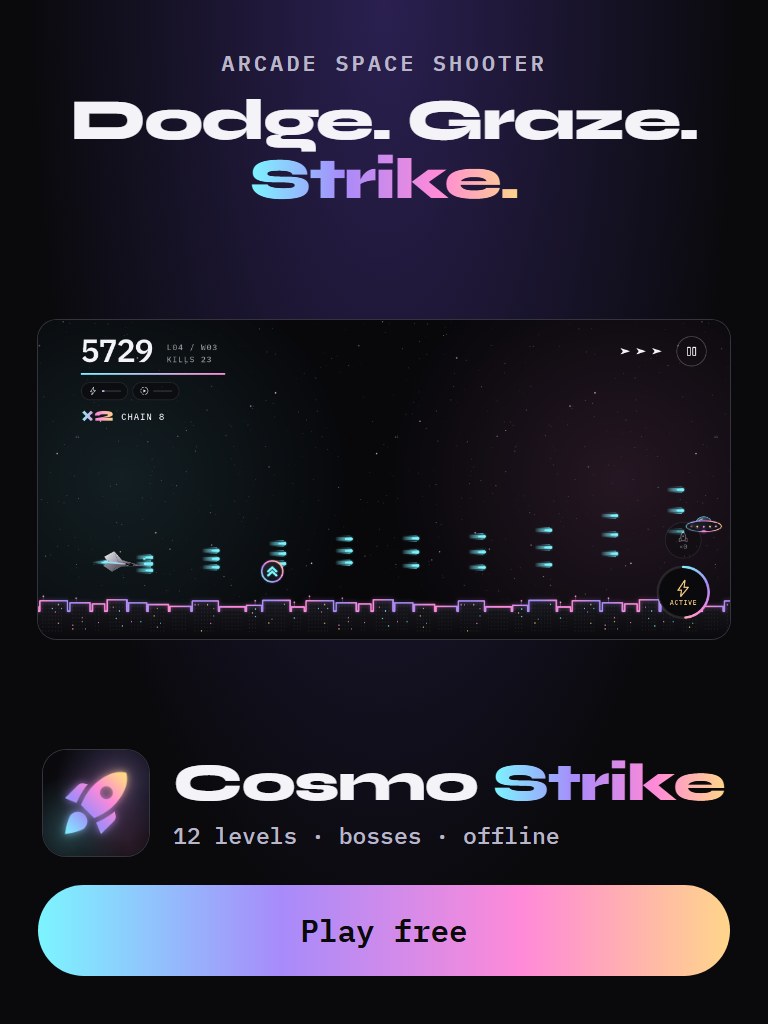 ARCADE SPACE SHOOTER
Dodge. Graze.
Strike.
5729
L04 / W03
KILLS 23
×2 CHAIN 8
ACTIVE
Cosmo Strike
12 levels · bosses · offline
Play free